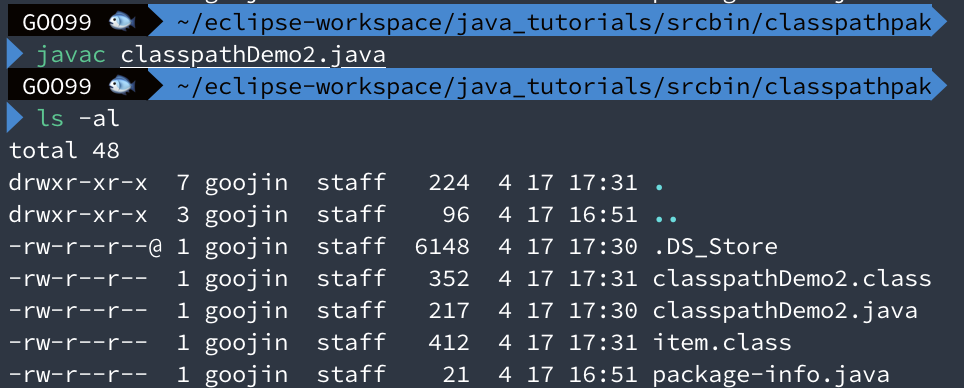 GOO99 🐟 ~/eclipse-workspace/java_tutorials/srcbin/classpathpak
javac classpathDemo2.java
GOO99 🐟 ~/eclipse-workspace/java_tutorials/srcbin/classpathpak
ls -al
total 48
drwxr-xr-x  7 goojin  staff   224  4 17 17:31 .
drwxr-xr-x  3 goojin  staff    96  4 17 16:51 ..
-rw-r--r--@ 1 goojin  staff  6148  4 17 17:30 .DS_Store
-rw-r--r--  1 goojin  staff   352  4 17 17:31 classpathDemo2.class
-rw-r--r--  1 goojin  staff   217  4 17 17:30 classpathDemo2.java
-rw-r--r--  1 goojin  staff   412  4 17 17:31 item.class
-rw-r--r--  1 goojin  staff    21  4 17 16:51 package-info.java